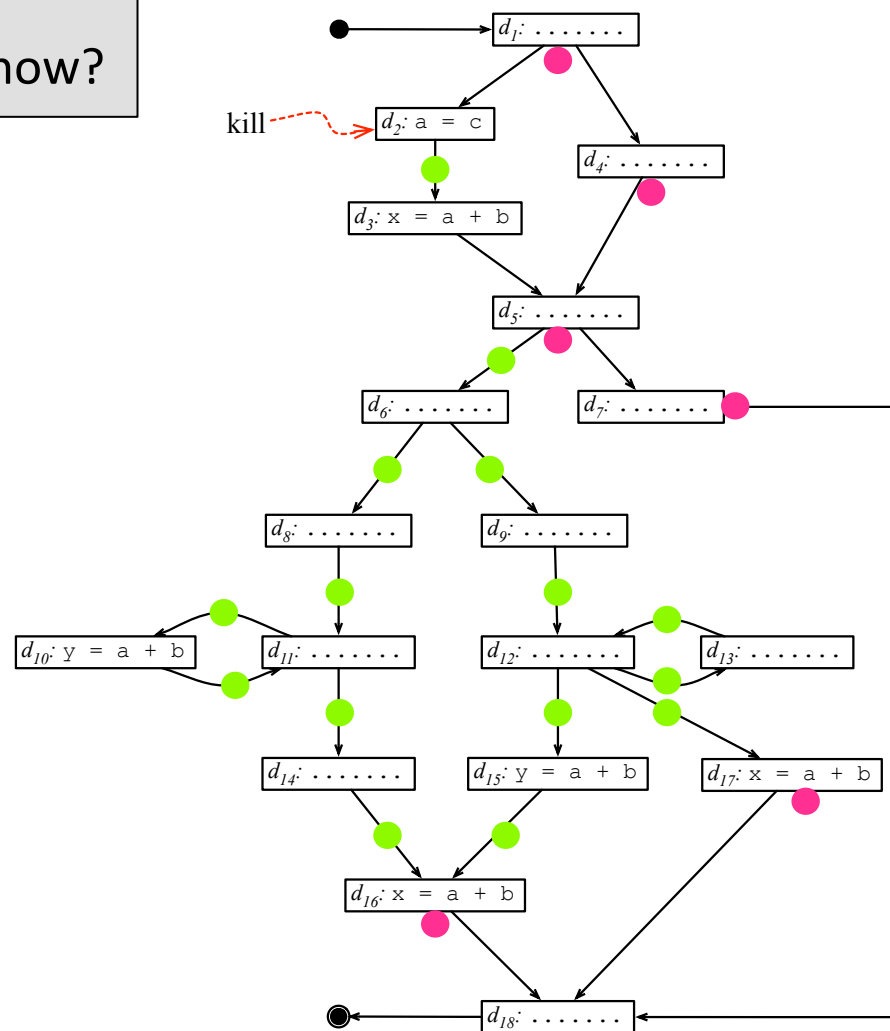 now?
d1: . . . . . . .
kill
d2: a = c
d4: . . . . . . .
d3: x = a + b
d5: . . . . . . .
d6: . . . . . . .
d7: . . . . . . .
d8: . . . . . . .
d9: . . . . . . .
d10: y = a + b
d11: . . . . . . .
d12: . . . . . . .
d13: . . . . . . .
d14: . . . . . . .
d15: y = a + b
d17: x = a + b
d16: x = a + b
d18: . . . . . . .